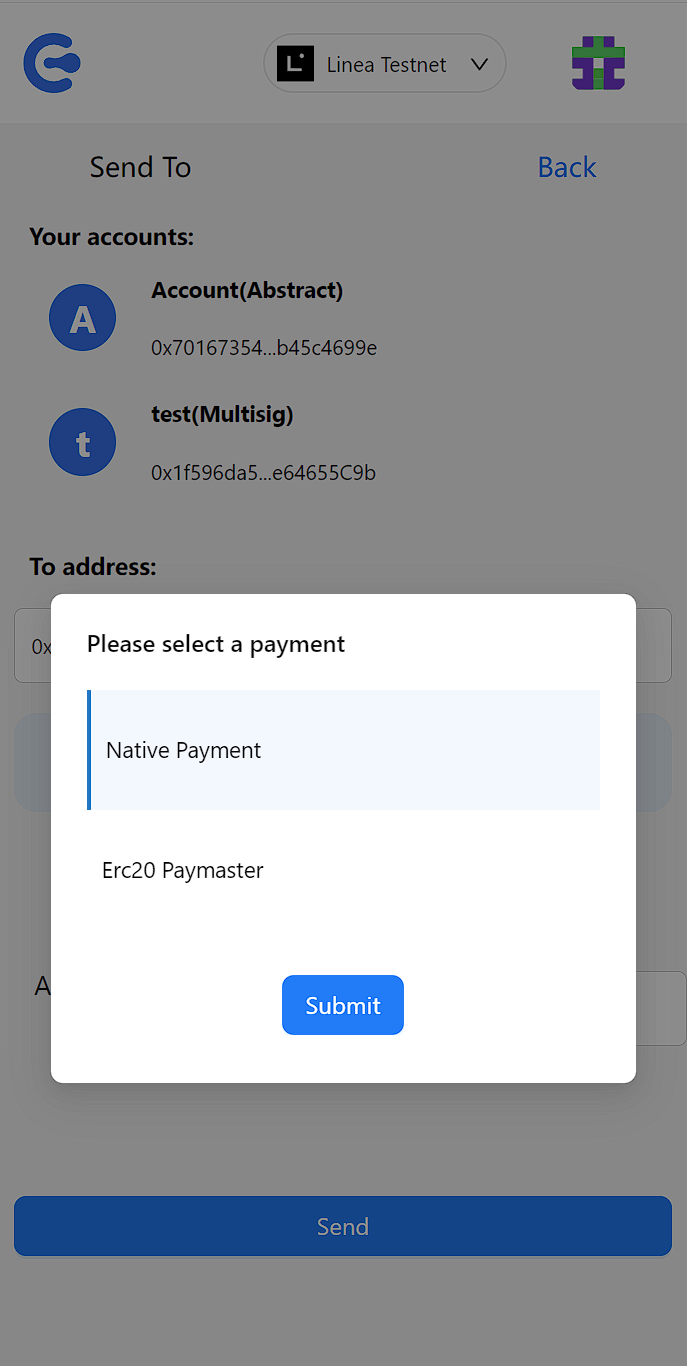 Linea Testnet
Send To
Back
Your accounts:
A
Account(Abstract)
0x70167354...b45c4699e
t
test(Multisig)
0x1f596da5...e64655C9b
To address:
0x
Please select a payment
Native Payment
Erc20 Paymaster
A
Submit
Send